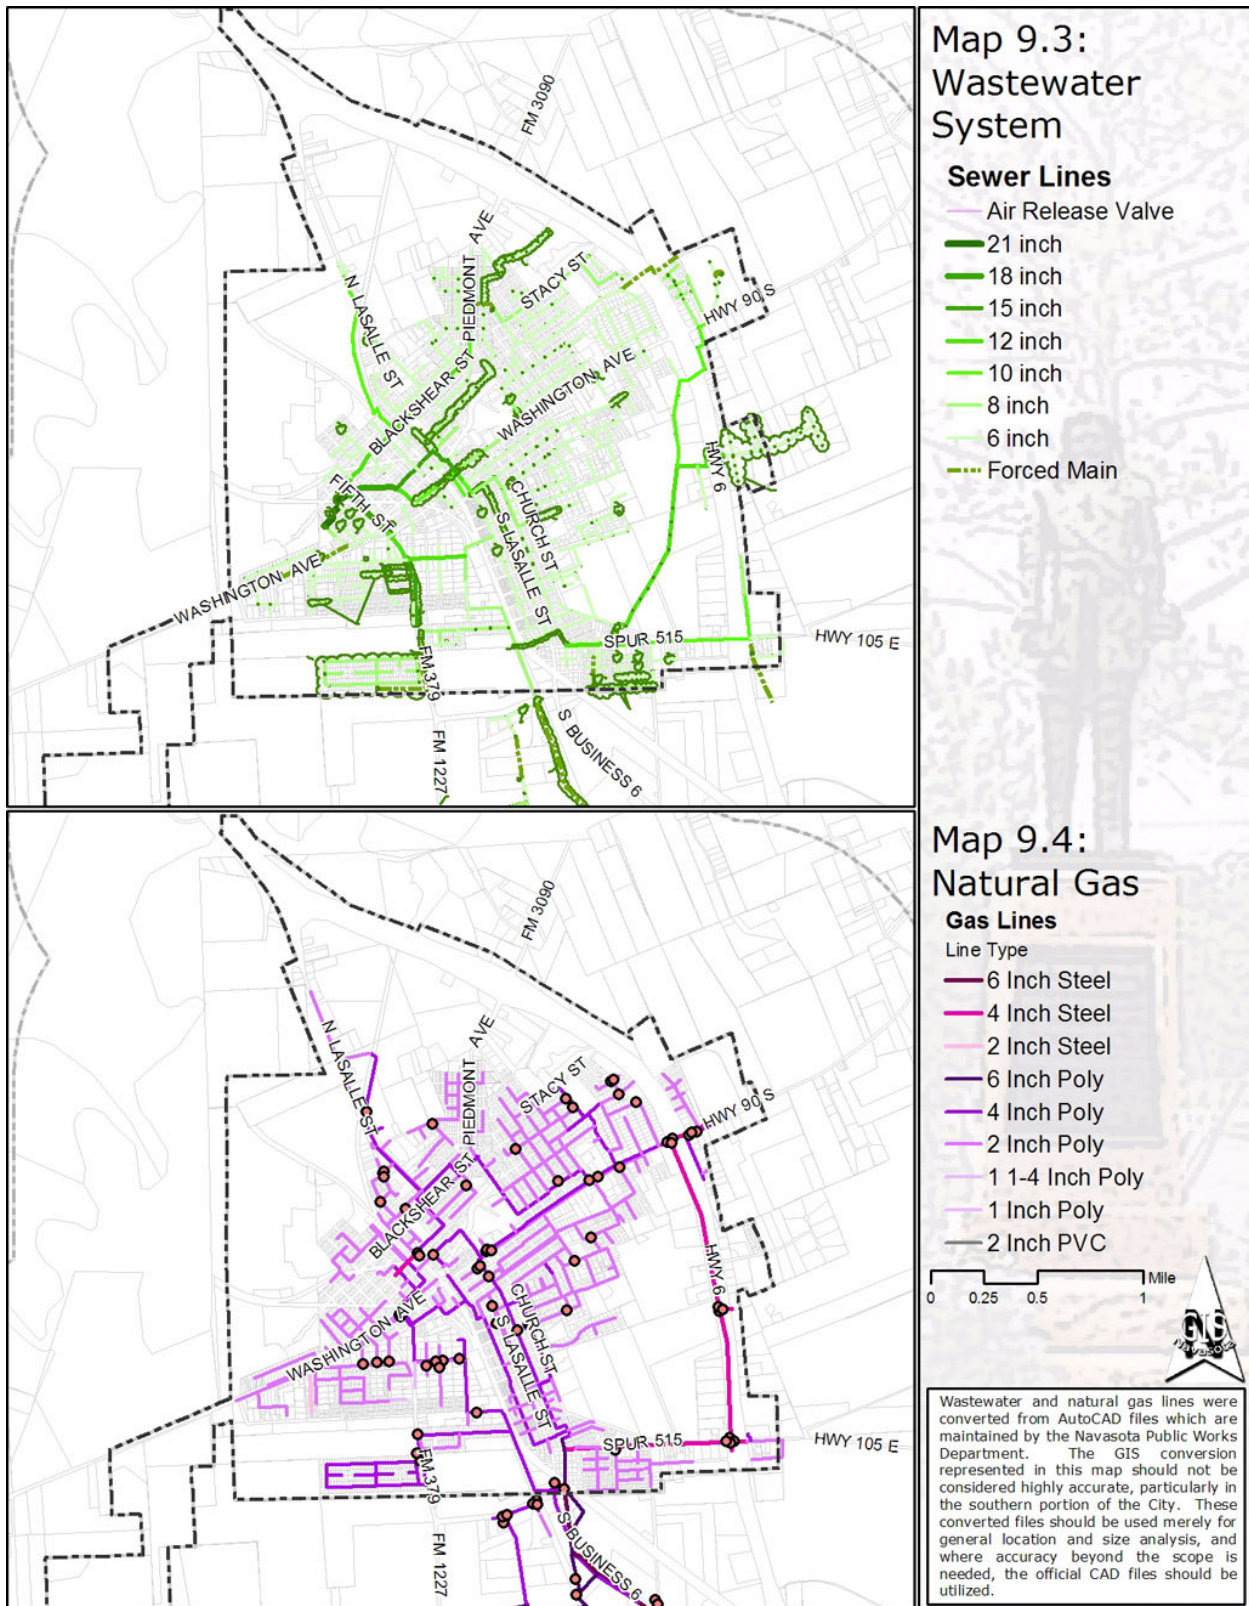 FM 3090
PIEDMONT AVE
STACY ST
N LASALLE ST
HWY 90 S
BLACKSHEAR ST
WASHINGTON AVE
HWY 6
FIFTH ST
CHURCH ST
S LASALLE ST
WASHINGTON AVE
SPUR 515
HWY 105 E
FM 379
FM 1227
S BUSINESS 6
Map 9.3:
Wastewater
System
Sewer Lines
Air Release Valve
21 inch
18 inch
15 inch
12 inch
10 inch
8 inch
6 inch
Forced Main
FM 3090
PIEDMONT AVE
STACY ST
N LASALLE ST
HWY 90 S
BLACKSHEAR ST
HWY 6
CHURCH ST
S LASALLE ST
WASHINGTON AVE
SPUR 515
HWY 105 E
FM 379
FM 1227
S BUSINESS 6
Map 9.4:
Natural Gas
Gas Lines
Line Type
6 Inch Steel
4 Inch Steel
2 Inch Steel
6 Inch Poly
4 Inch Poly
2 Inch Poly
1 1-4 Inch Poly
1 Inch Poly
2 Inch PVC
Mile
0 0.25 0.5 1
GIS
Navasota
Wastewater and natural gas lines were
converted from AutoCAD files which are
maintained by the Navasota Public Works
Department. The GIS conversion
represented in this map should not be
considered highly accurate, particularly in
the southern portion of the City. These
converted files should be used merely for
general location and size analysis, and
where accuracy beyond the scope is
needed, the official CAD files should be
utilized.